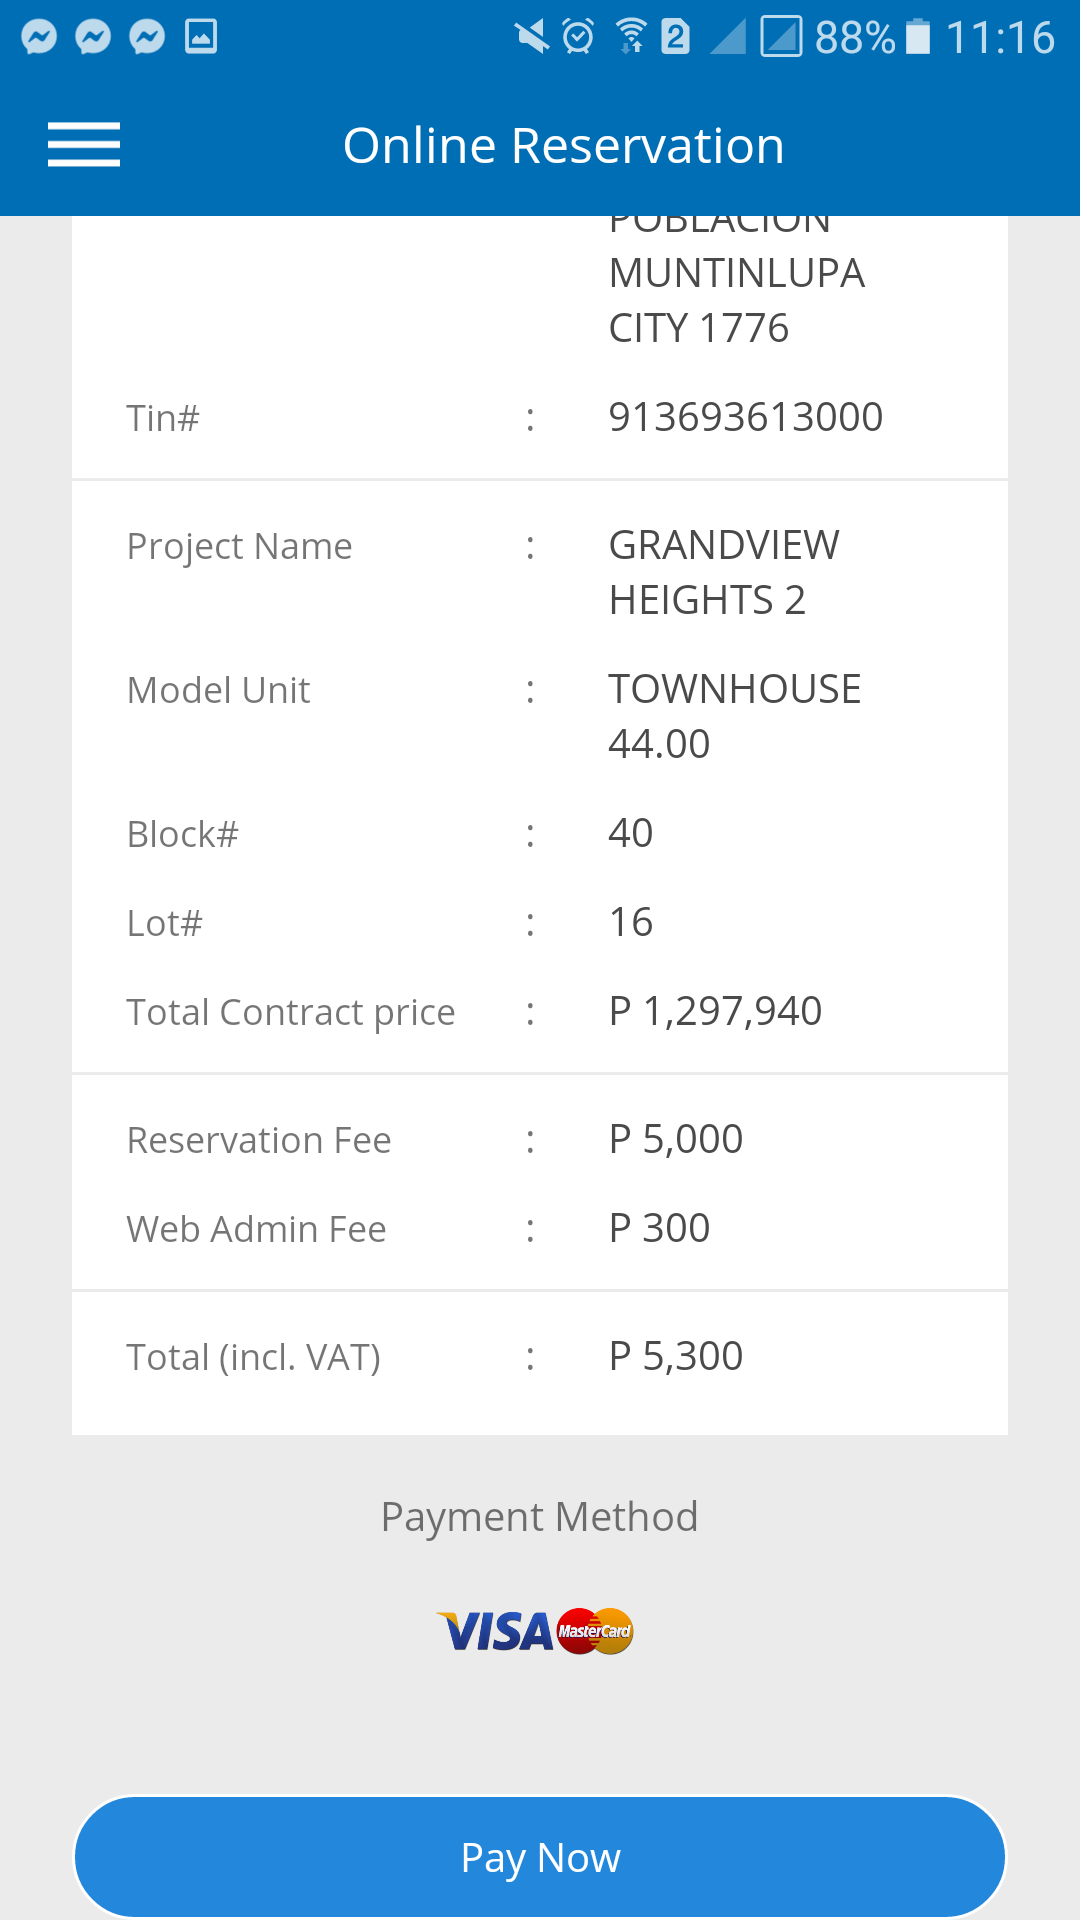 2 88% 11:16
Online Reservation
POBLACION
MUNTINLUPA
CITY 1776
Tin# : 913693613000
Project Name : GRANDVIEW
HEIGHTS 2
Model Unit : TOWNHOUSE
44.00
Block# : 40
Lot# : 16
Total Contract price : P 1,297,940
Reservation Fee : P 5,000
Web Admin Fee : P 300
Total (incl. VAT) : P 5,300
Payment Method
VISA MasterCard
Pay Now